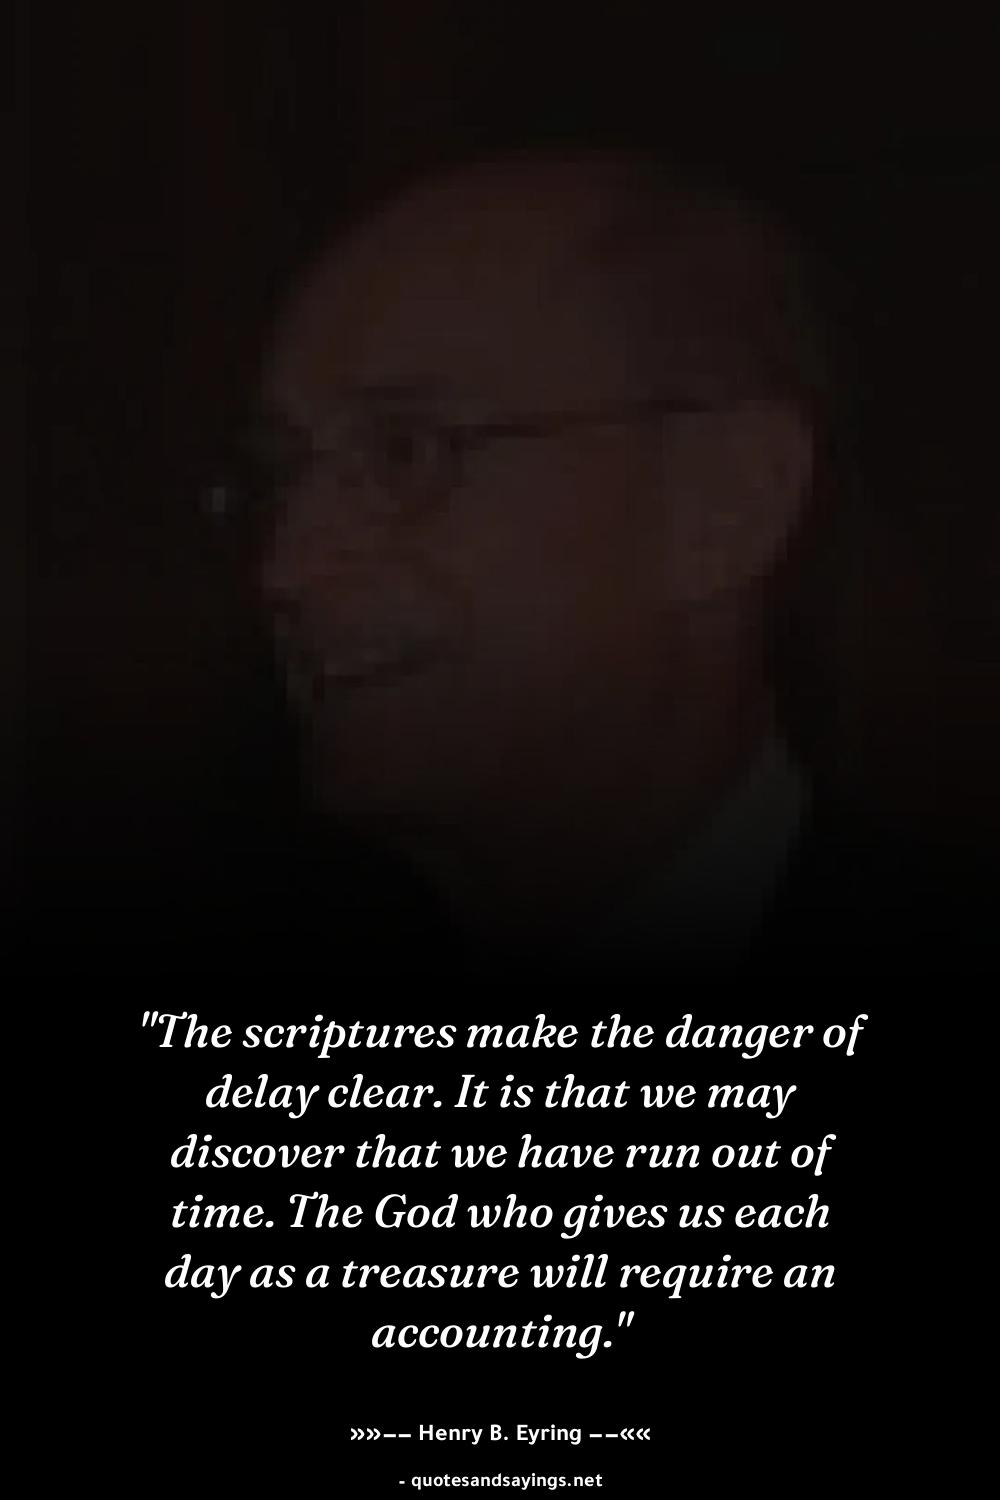 "The scriptures make the danger of
delay clear. It is that we may
discover that we have run out of
time. The God who gives us each
day as a treasure will require an
accounting."
»»–– Henry B. Eyring ––««
- quotesandsayings.net